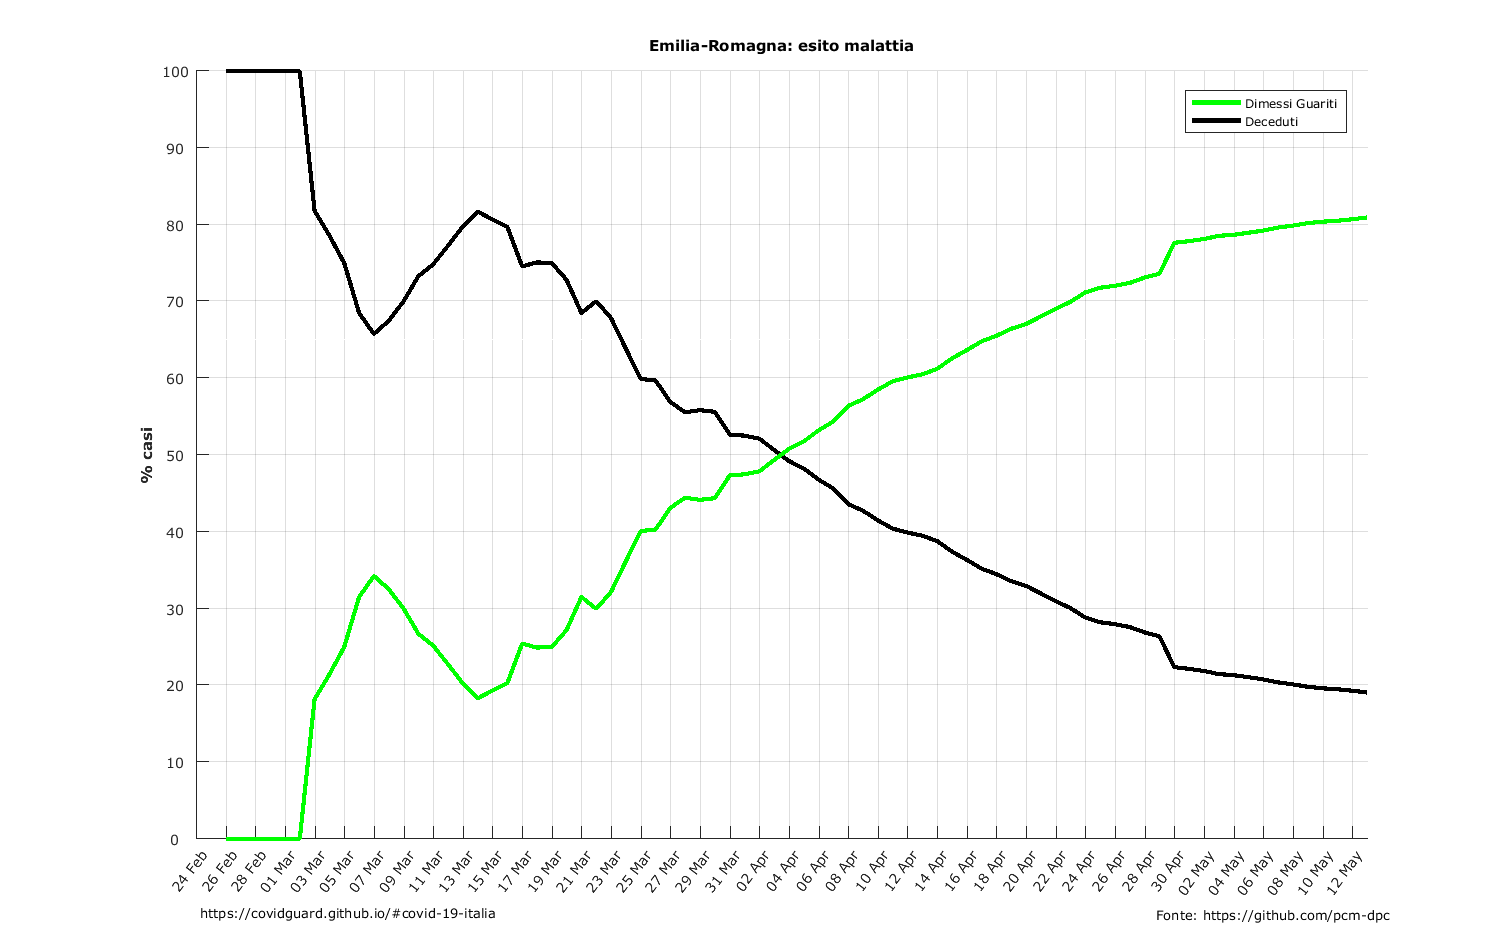 Emilia-Romagna: esito malattia
Dimessi Guariti
Deceduti
% casi
100
90
80
70
60
50
40
30
20
10
0
24 Feb
26 Feb
28 Feb
01 Mar
03 Mar
05 Mar
07 Mar
09 Mar
11 Mar
13 Mar
15 Mar
17 Mar
19 Mar
21 Mar
23 Mar
25 Mar
27 Mar
29 Mar
31 Mar
02 Apr
04 Apr
06 Apr
08 Apr
10 Apr
12 Apr
14 Apr
16 Apr
18 Apr
20 Apr
22 Apr
24 Apr
26 Apr
28 Apr
30 Apr
02 May
04 May
06 May
08 May
10 May
12 May
https://covidguard.github.io/#covid-19-italia
Fonte: https://github.com/pcm-dpc